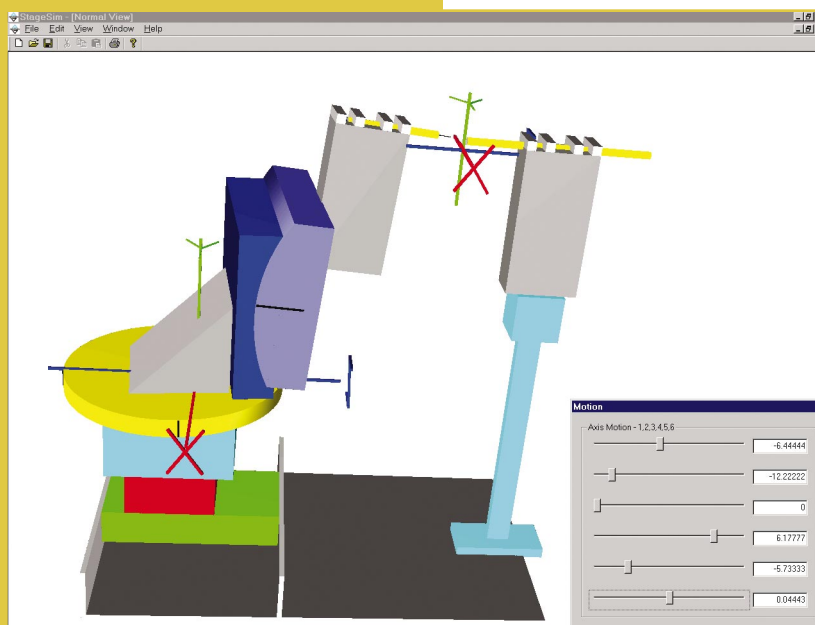 StageSim - [Normal View]
File Edit View Window Help
Motion
Axis Motion - 1,2,3,4,5,6
-6.44444
-12.22222
0
6.17777
-5.73333
0.04443